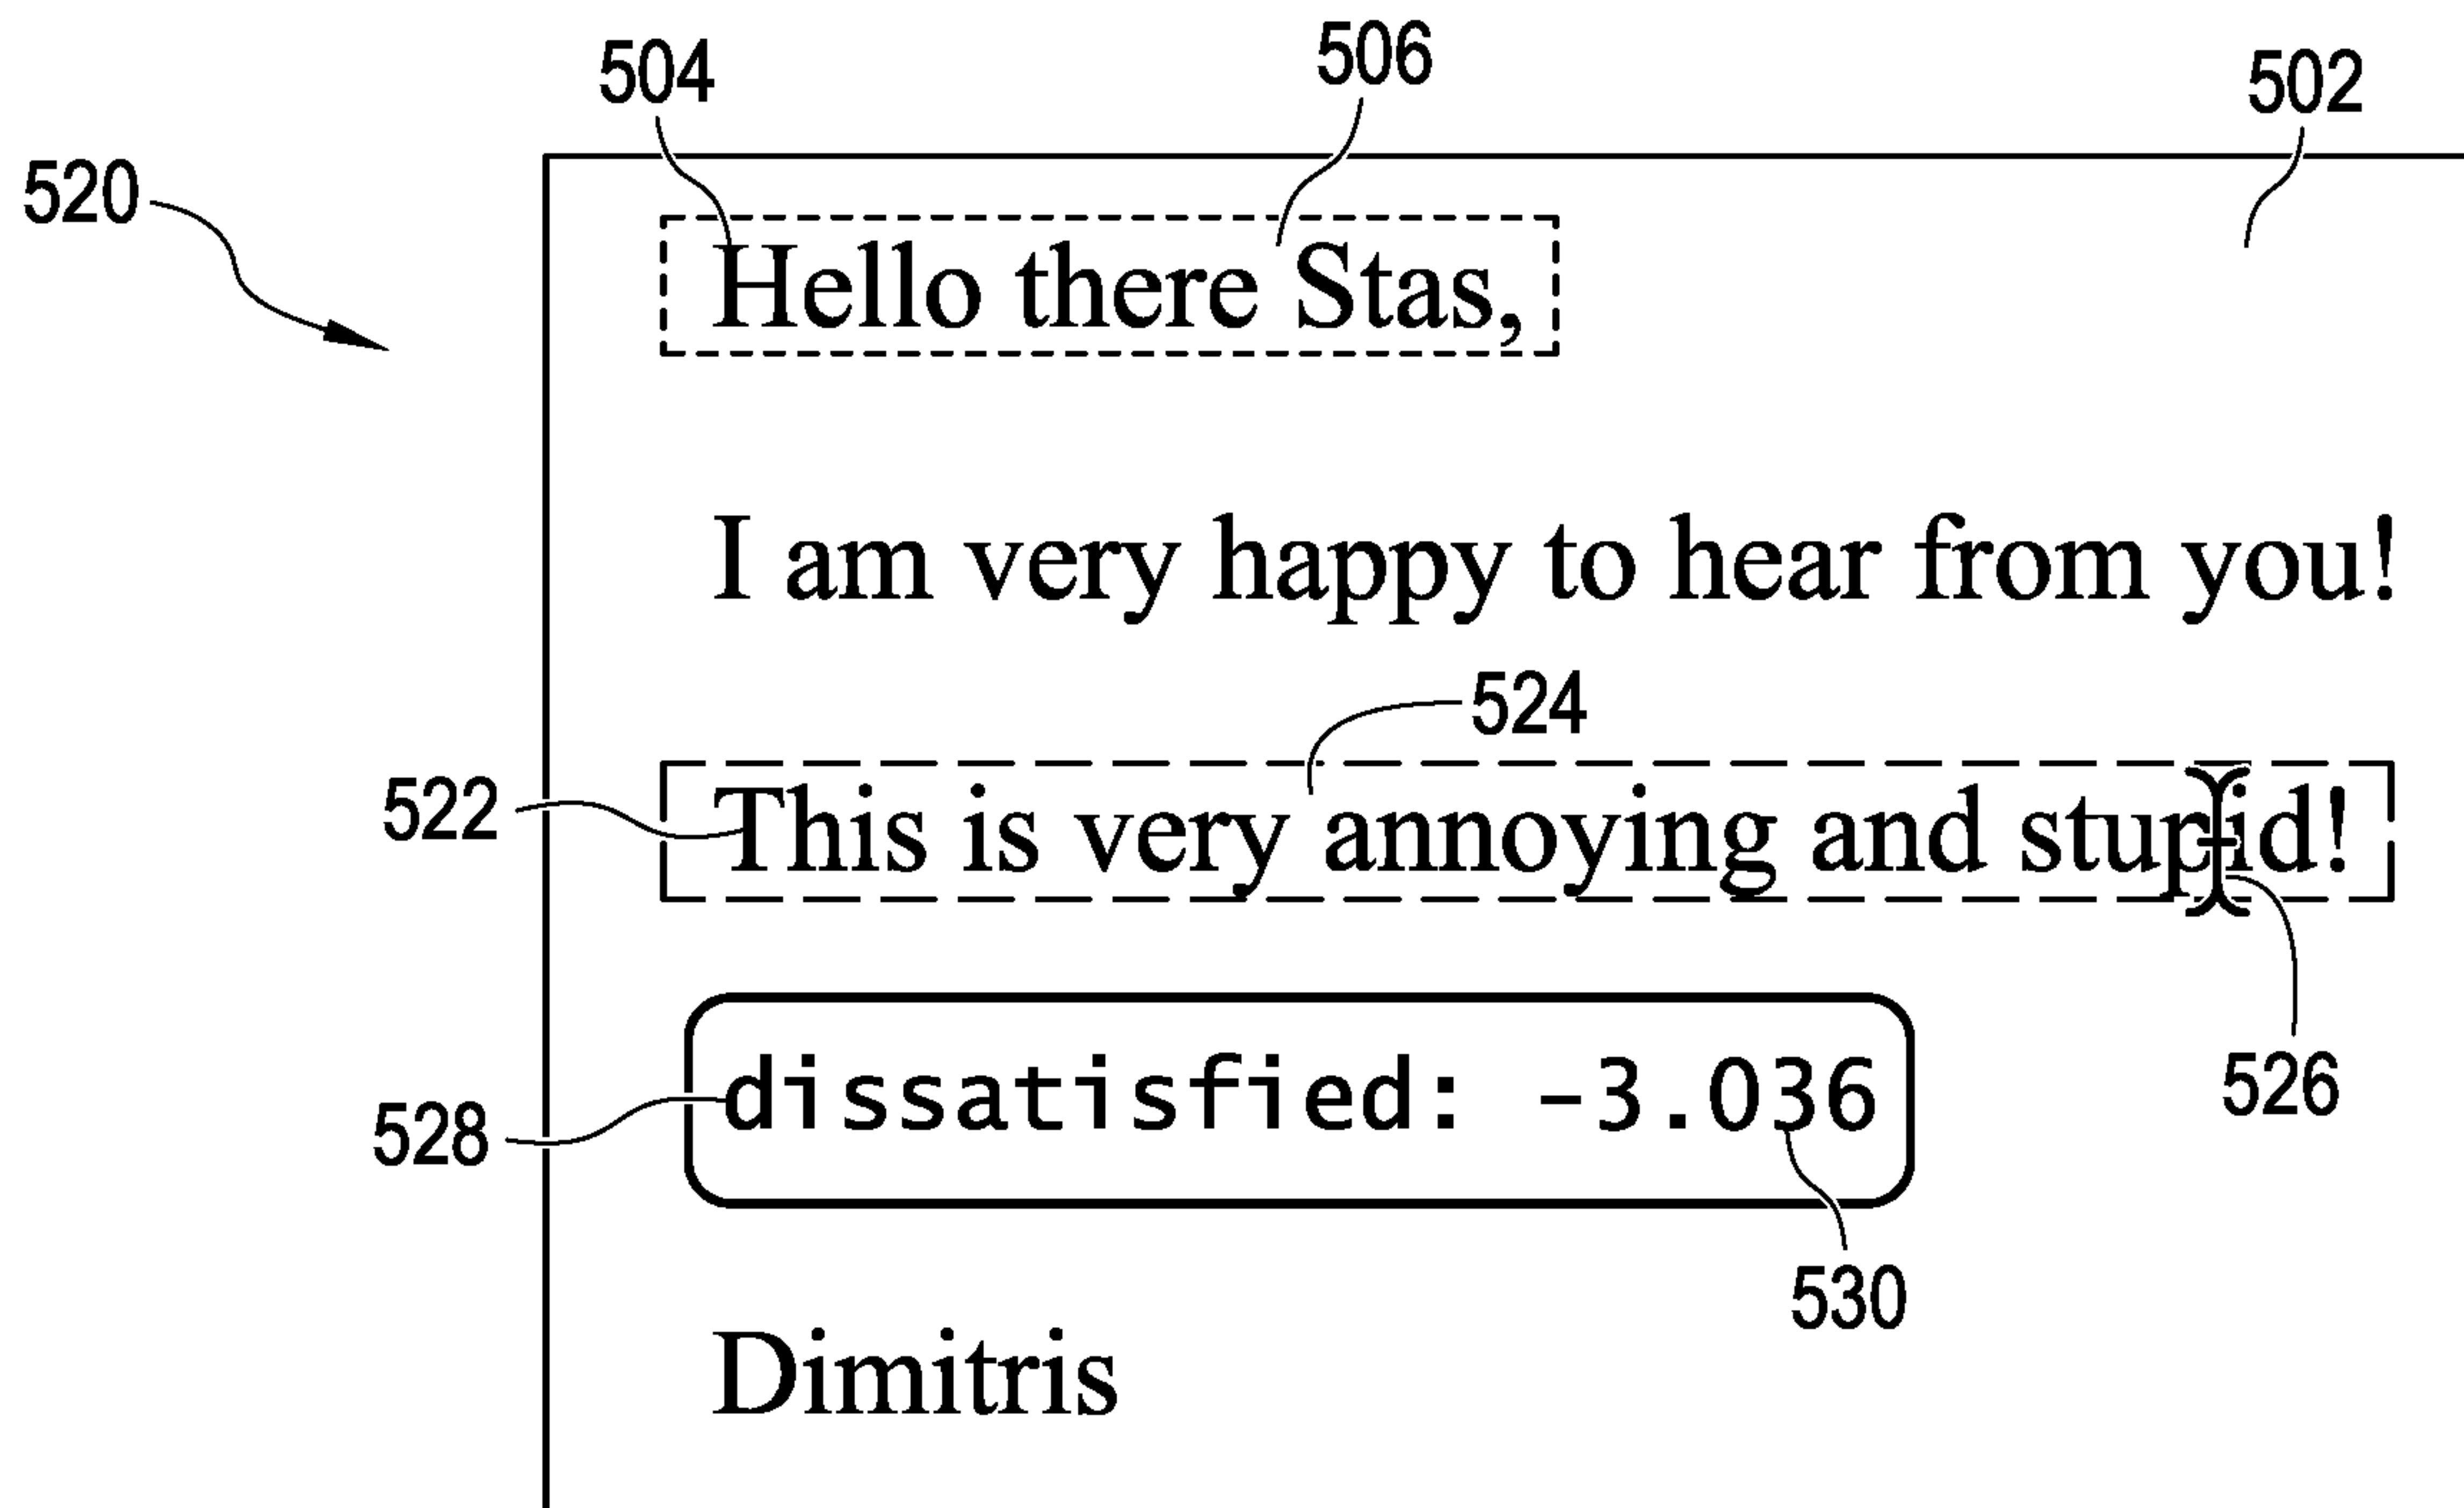 504
506
502
520
Hello there Stas,
I am very happy to hear from you!
524
522
This is very annoying and stupid!
dissatisfied: -3.036
526
528
530
Dimitris